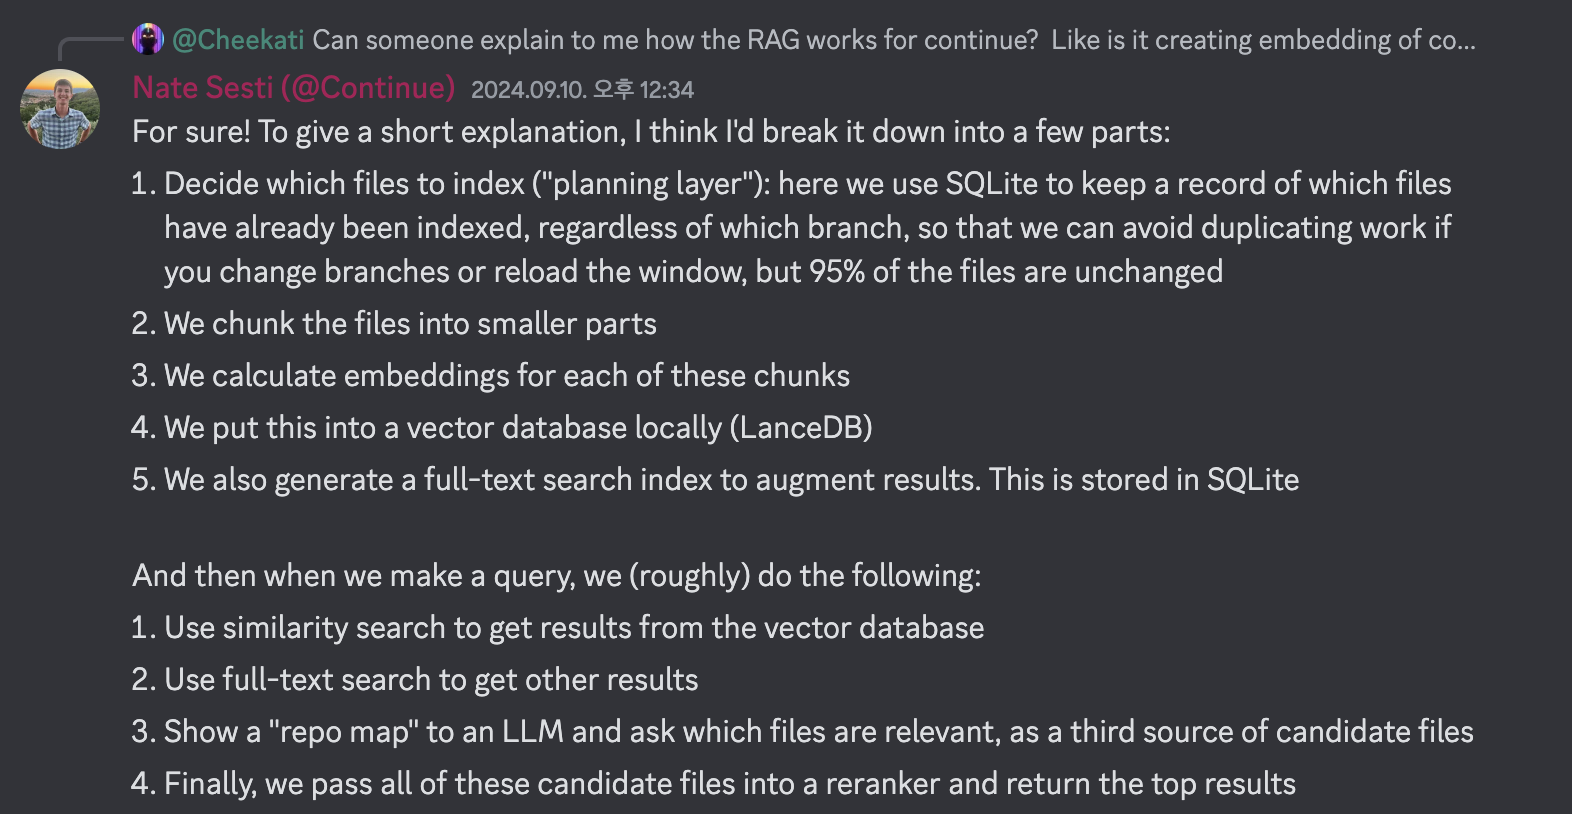 @Cheekati Can someone explain to me how the RAG works for continue?  Like is it creating embedding of co...
Nate Sesti (@Continue) 2024.09.10. 오후 12:34
For sure! To give a short explanation, I think I'd break it down into a few parts:
1. Decide which files to index ("planning layer"): here we use SQLite to keep a record of which files
have already been indexed, regardless of which branch, so that we can avoid duplicating work if
you change branches or reload the window, but 95% of the files are unchanged
2. We chunk the files into smaller parts
3. We calculate embeddings for each of these chunks
4. We put this into a vector database locally (LanceDB)
5. We also generate a full-text search index to augment results. This is stored in SQLite
And then when we make a query, we (roughly) do the following:
1. Use similarity search to get results from the vector database
2. Use full-text search to get other results
3. Show a "repo map" to an LLM and ask which files are relevant, as a third source of candidate files
4. Finally, we pass all of these candidate files into a reranker and return the top results